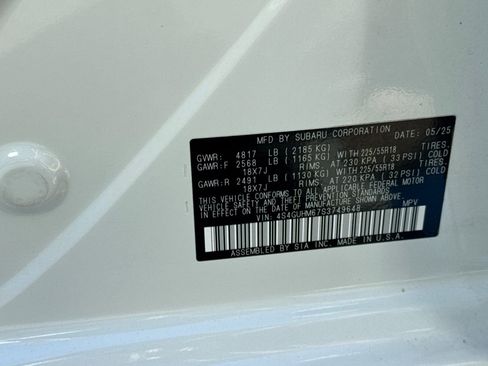 MFD BY SUBARU CORPORATION DATE: 05/25
GVWR: 4817 LB ( 2185 KG) TIRES.
GAWR:F 2568 LB ( 1165 KG) WITH 225/55R18
18X7J RIMS. AT 230 KPA ( 33 PSI) COLD
GAWR:R 2491 LB ( 1130 KG) WITH 225/55R18 TIRES.
18X7J RIMS. AT 220 KPA ( 32 PSI) COLD
THIS VEHICLE CONFORMS TO ALL APPLICABLE FEDERAL MOTOR
VEHICLE SAFETY AND THEFT PREVENTION STANDARDS
IN EFFECT ON THE DATE OF MANUFACTURE SHOWN ABOVE.
VIN: 4S4GUHM67S3749648 MPV
ASSEMBLED BY SIA INC. MADE IN U.S.A.